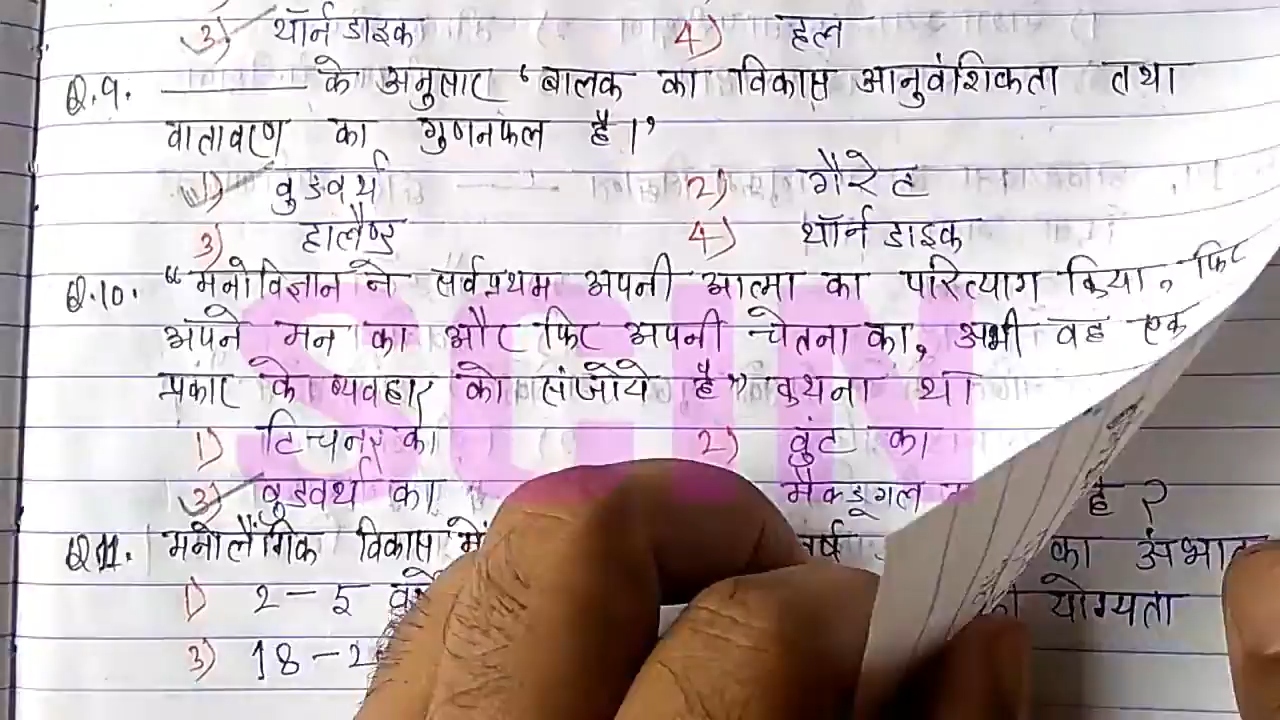 3) थॉर्नडाइक 4) हल
Q.9. ________ के अनुसार ‘बालक का विकास आनुवंशिकता तथा
वातावरण का गुणनफल है।’
1) वुडवर्थ 2) गैरेट
3) हालैण्ड 4) थॉर्नडाइक
Q.10. “मनोविज्ञान ने सर्वप्रथम अपनी आत्मा का परित्याग किया, फिर
अपने मन का और फिर अपनी चेतना का, अभी वह एक
प्रकार के व्यवहार को संजोये है” कथन था
1) टिचनर का 2) वुंट का
3) वुडवर्थ का मैकडूगल है ?
Q.11. मनोलैंगिक विकास में वर्ष का
1) 2 – 5 योग्यता
3) 18 – 2
SCIN